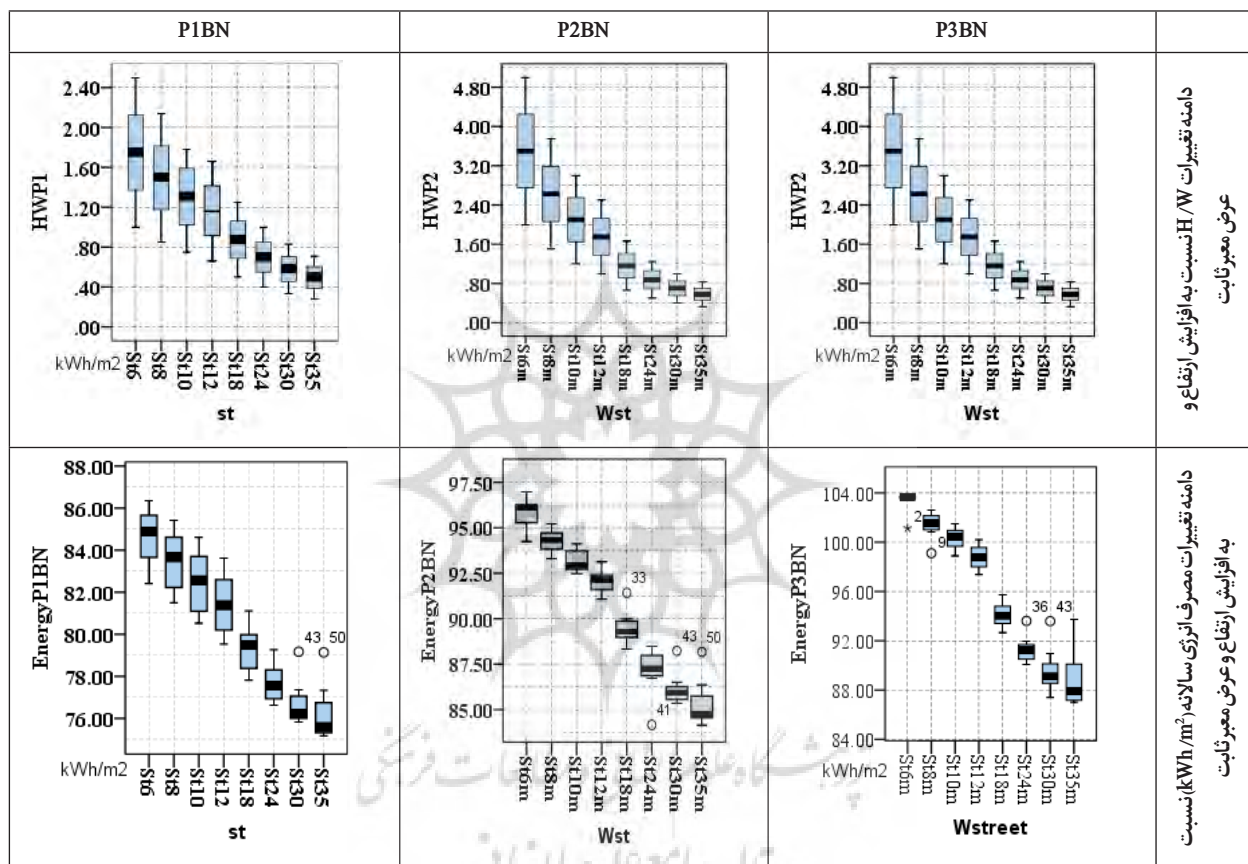 P1BN
P2BN
P3BN
HWP1
2.40
2.00
1.60
1.20
.80
.40
.00
kWh/m2
St6
St8
St10
St12
St18
St24
St30
St35
st
HWP2
4.80
4.00
3.20
2.40
1.60
.80
.00
kWh/m2
St6m
St8m
St10m
St12m
St18m
St24m
St30m
St35m
Wst
HWP2
4.80
4.00
3.20
2.40
1.60
.80
.00
kWh/m2
St6m
St8m
St10m
St12m
St18m
St24m
St30m
St35m
Wst
دامنه تغییرات H/W نسبت به افزایش ارتفاع و
عرض معبر ثابت
EnergyP1BN
88.00
86.00
84.00
82.00
80.00
78.00
76.00
43
50
kWh/m2
St6
St8
St10
St12
St18
St24
St30
St35
st
EnergyP2BN
97.50
95.00
92.50
90.00
87.50
85.00
33
41
43
50
kWh/m2
St6m
St8m
St10m
St12m
St18m
St24m
St30m
St35m
Wst
EnergyP3BN
104.00
100.00
96.00
92.00
88.00
84.00
2
9
36
43
kWh/m2
St6m
St8m
St10m
St12m
St18m
St24m
St30m
St35m
Wstreet
دامنه تغییرات مصرف انرژی سالانه (kWh/m²) نسبت
به افزایش ارتفاع و عرض معبر ثابت
پژوهشگاه علوم انسانی و مطالعات فرهنگی